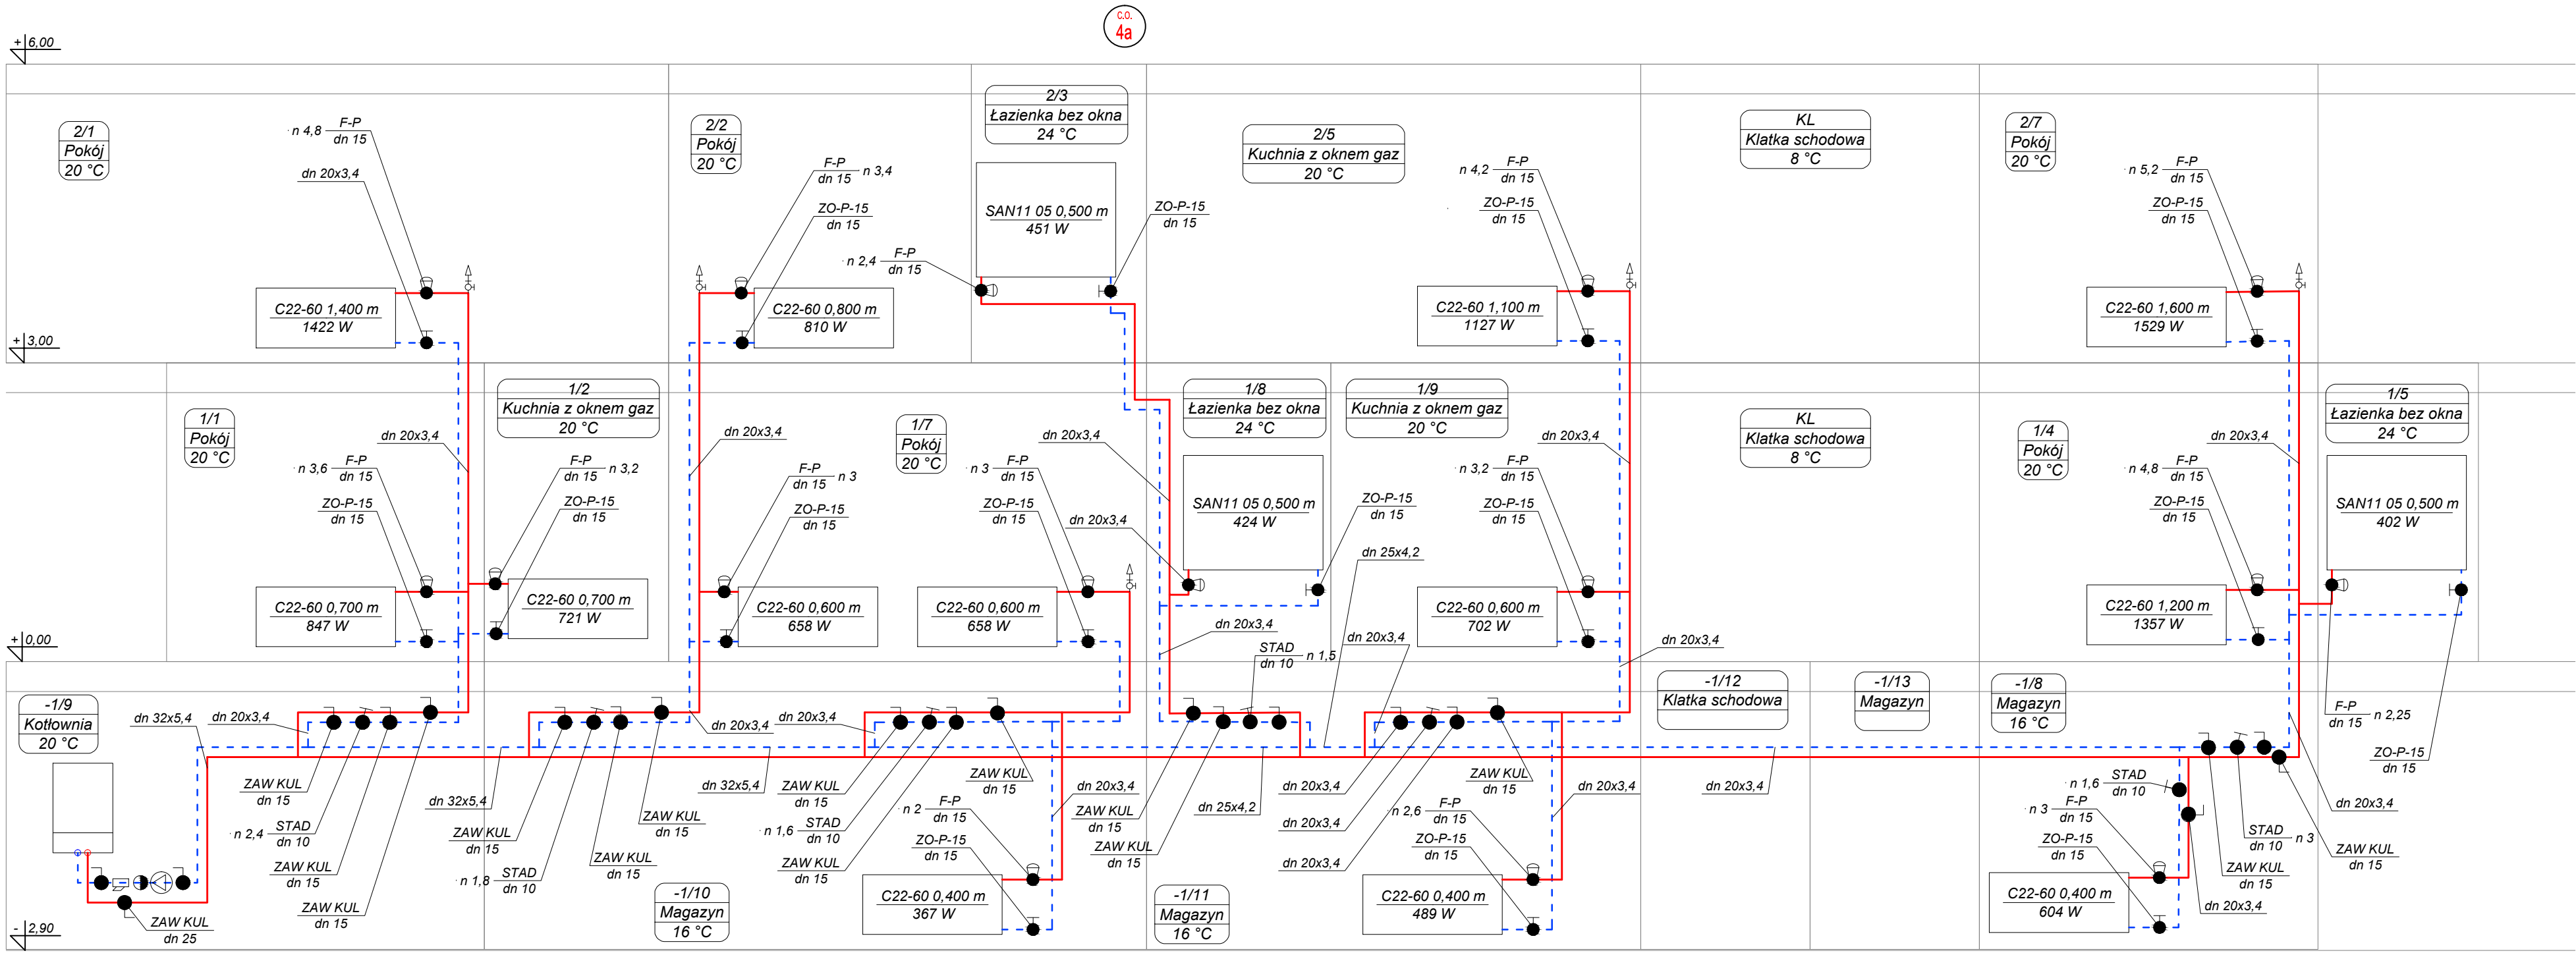 c.o.
4a
+ 6,00
2/1
Pokój
20 °C
n 4,8 F-P
dn 15
dn 20x3,4
C22-60 1,400 m
1422 W
2/2
Pokój
20 °C
F-P n 3,4
dn 15
ZO-P-15
dn 15
C22-60 0,800 m
810 W
2/3
Łazienka bez okna
24 °C
SAN11 05 0,500 m
451 W
n 2,4 F-P
dn 15
ZO-P-15
dn 15
2/5
Kuchnia z oknem gaz
20 °C
n 4,2 F-P
dn 15
ZO-P-15
dn 15
C22-60 1,100 m
1127 W
KL
Klatka schodowa
8 °C
2/7
Pokój
20 °C
n 5,2 F-P
dn 15
ZO-P-15
dn 15
C22-60 1,600 m
1529 W
+ 3,00
1/1
Pokój
20 °C
dn 20x3,4
n 3,6 F-P
dn 15
ZO-P-15
dn 15
C22-60 0,700 m
847 W
1/2
Kuchnia z oknem gaz
20 °C
F-P n 3,2
dn 15
ZO-P-15
dn 15
C22-60 0,700 m
721 W
dn 20x3,4
F-P n 3
dn 15
ZO-P-15
dn 15
C22-60 0,600 m
658 W
1/7
Pokój
20 °C
n 3 F-P
dn 15
ZO-P-15
dn 15
C22-60 0,600 m
658 W
dn 20x3,4
dn 20x3,4
1/8
Łazienka bez okna
24 °C
SAN11 05 0,500 m
424 W
ZO-P-15
dn 15
dn 25x4,2
1/9
Kuchnia z oknem gaz
20 °C
dn 20x3,4
n 3,2 F-P
dn 15
ZO-P-15
dn 15
C22-60 0,600 m
702 W
KL
Klatka schodowa
8 °C
1/4
Pokój
20 °C
dn 20x3,4
n 4,8 F-P
dn 15
ZO-P-15
dn 15
C22-60 1,200 m
1357 W
1/5
Łazienka bez okna
24 °C
SAN11 05 0,500 m
402 W
+ 0,00
dn 20x3,4
STAD n 1,5
dn 10
dn 20x3,4
dn 20x3,4
-1/9
Kotłownia
20 °C
dn 32x5,4
dn 20x3,4
ZAW KUL
dn 15
n 2,4 STAD
dn 10
ZAW KUL
dn 15
ZAW KUL
dn 15
ZAW KUL
dn 25
dn 32x5,4
ZAW KUL
dn 15
n 1,8 STAD
dn 10
ZAW KUL
dn 15
ZAW KUL
dn 15
dn 20x3,4
dn 32x5,4
-1/10
Magazyn
16 °C
dn 20x3,4
ZAW KUL
dn 15
n 1,6 STAD
dn 10
ZAW KUL
dn 15
ZAW KUL
dn 15
n 2 F-P
dn 15
ZO-P-15
dn 15
C22-60 0,400 m
367 W
dn 20x3,4
ZAW KUL
dn 15
ZAW KUL
dn 15
dn 25x4,2
-1/11
Magazyn
16 °C
dn 20x3,4
dn 20x3,4
dn 20x3,4
ZAW KUL
dn 15
n 2,6 F-P
dn 15
ZO-P-15
dn 15
C22-60 0,400 m
489 W
dn 20x3,4
-1/12
Klatka schodowa
dn 20x3,4
-1/13
Magazyn
-1/8
Magazyn
16 °C
n 1,6 STAD
dn 10
n 3 F-P
dn 15
ZO-P-15
dn 15
C22-60 0,400 m
604 W
dn 20x3,4
ZAW KUL
dn 15
STAD n 3
dn 10
ZAW KUL
dn 15
dn 20x3,4
F-P n 2,25
dn 15
ZO-P-15
dn 15
- 2,90